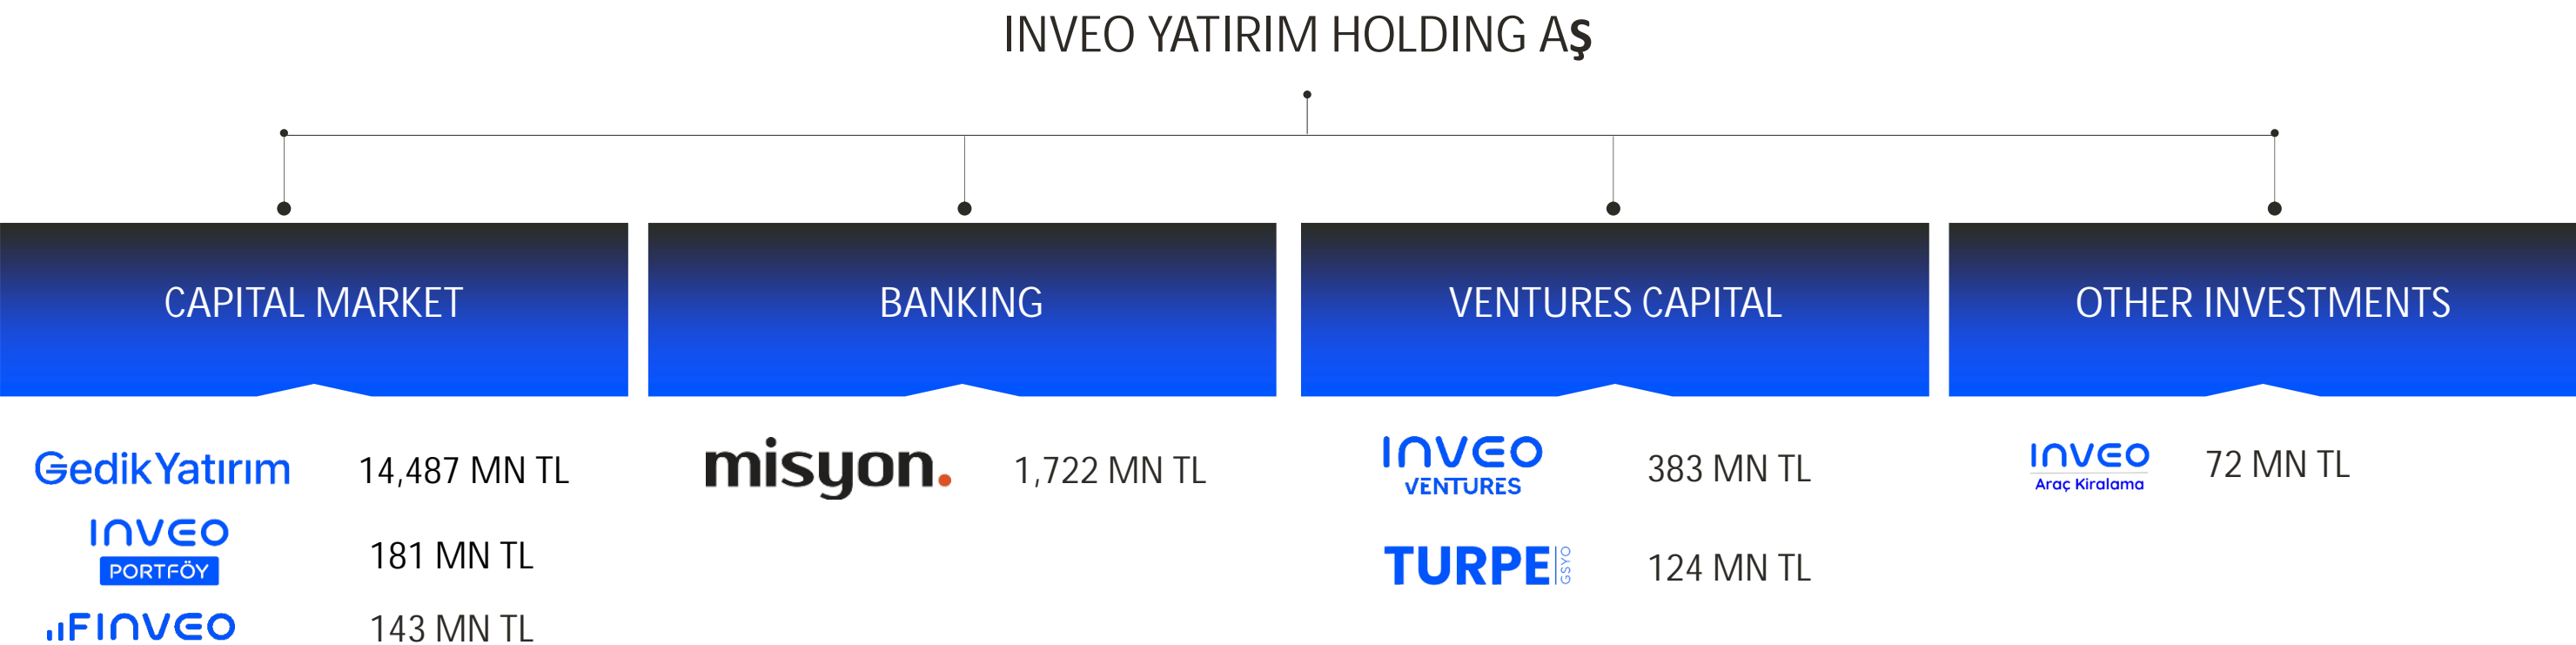 INVEO YATIRIM HOLDING AŞ
CAPITAL MARKET
GedikYatırım 14,487 MN TL
INVEO
PORTFÖY
181 MN TL
FINVEO 143 MN TL
BANKING
misyon. 1,722 MN TL
VENTURES CAPITAL
INVEO
VENTURES
383 MN TL
TURPE GSYO 124 MN TL
OTHER INVESTMENTS
INVEO
Araç Kiralama
72 MN TL